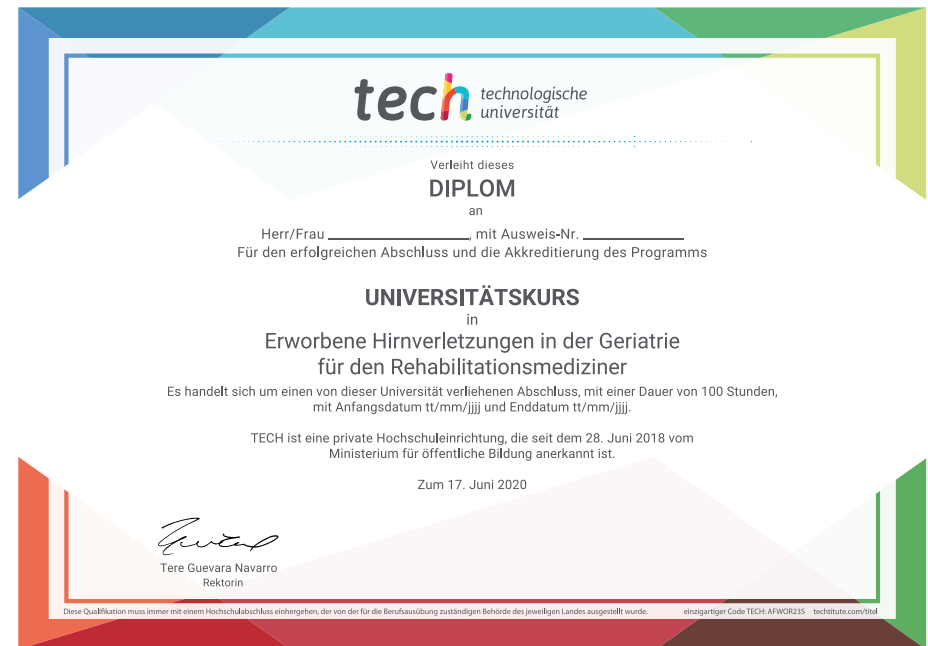 tech technologische
universität
Verleiht dieses
DIPLOM
an
Herr/Frau ____________________, mit Ausweis-Nr. ______________
Für den erfolgreichen Abschluss und die Akkreditierung des Programms
UNIVERSITÄTSKURS
in
Erworbene Hirnverletzungen in der Geriatrie
für den Rehabilitationsmediziner
Es handelt sich um einen von dieser Universität verliehenen Abschluss, mit einer Dauer von 100 Stunden,
mit Anfangsdatum tt/mm/jjjj und Enddatum tt/mm/jjjj.
TECH ist eine private Hochschuleinrichtung, die seit dem 28. Juni 2018 vom
Ministerium für öffentliche Bildung anerkannt ist.
Zum 17. Juni 2020
Tere Guevara Navarro
Rektorin
Diese Qualifikation muss immer mit einem Hochschulabschluss einhergehen, der von der für die Berufsausübung zuständigen Behörde des jeweiligen Landes ausgestellt wurde. einzigartiger Code TECH: AFWOR23S techtitute.com/titel